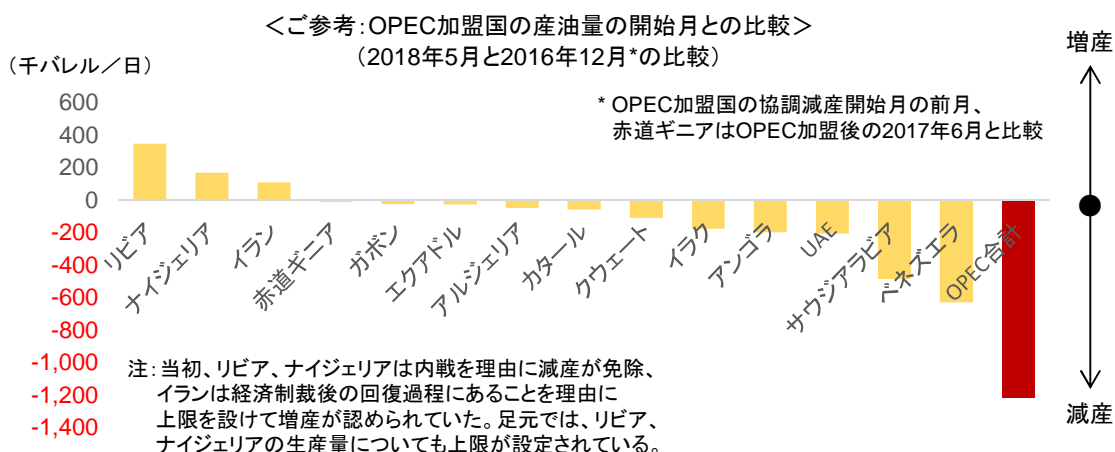 ＜ご参考：OPEC加盟国の産油量の開始月との比較＞
（2018年5月と2016年12月*の比較）
（千バレル／日）
増産
* OPEC加盟国の協調減産開始月の前月、
赤道ギニアはOPEC加盟後の2017年6月と比較
600
400
200
0
-200
-400
-600
-800
-1,000
-1,200
-1,400
リビア
ナイジェリア
イラン
赤道ギニア
ガボン
エクアドル
アルジェリア
カタール
クウェート
イラク
アンゴラ
UAE
サウジアラビア
ベネズエラ
OPEC合計
注：当初、リビア、ナイジェリアは内戦を理由に減産が免除、
イランは経済制裁後の回復過程にあることを理由に
上限を設けて増産が認められていた。足元では、リビア、
ナイジェリアの生産量についても上限が設定されている。
減産